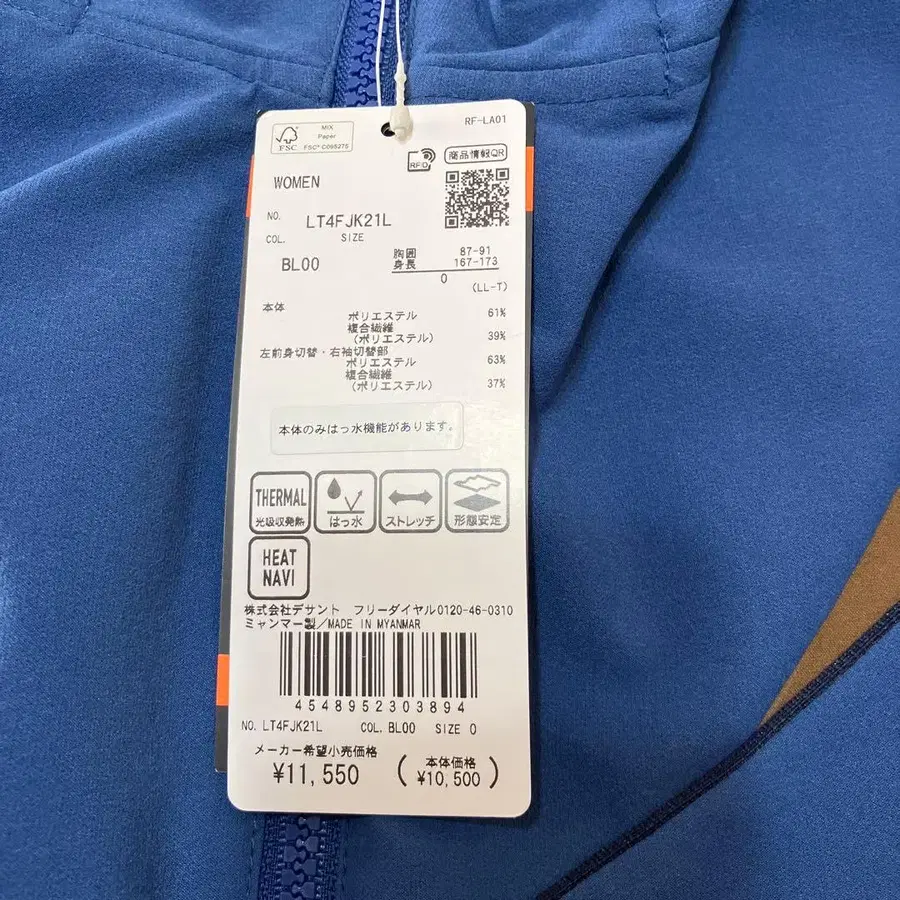 RF-LA01
FSC
MIX
Paper
FSC® C095275
RFID
商品情報QR
WOMEN
NO. LT4FJK21L
COL. SIZE
BL00
胸囲 87-91
身長 167-173
0
(LL-T)
本体
ポリエステル 61%
複合繊維
(ポリエステル) 39%
左前身切替・右袖切替部
ポリエステル 63%
複合繊維
(ポリエステル) 37%
本体のみはっ水機能があります。
THERMAL
光吸収発熱
はっ水
ストレッチ
形態安定
HEAT
NAVI
株式会社デサント フリーダイヤル0120-46-0310
ミャンマー製/MADE IN MYANMAR
4548952303894
NO. LT4FJK21L COL. BL00 SIZE 0
メーカー希望小売価格
¥11,550
(本体価格
¥10,500)